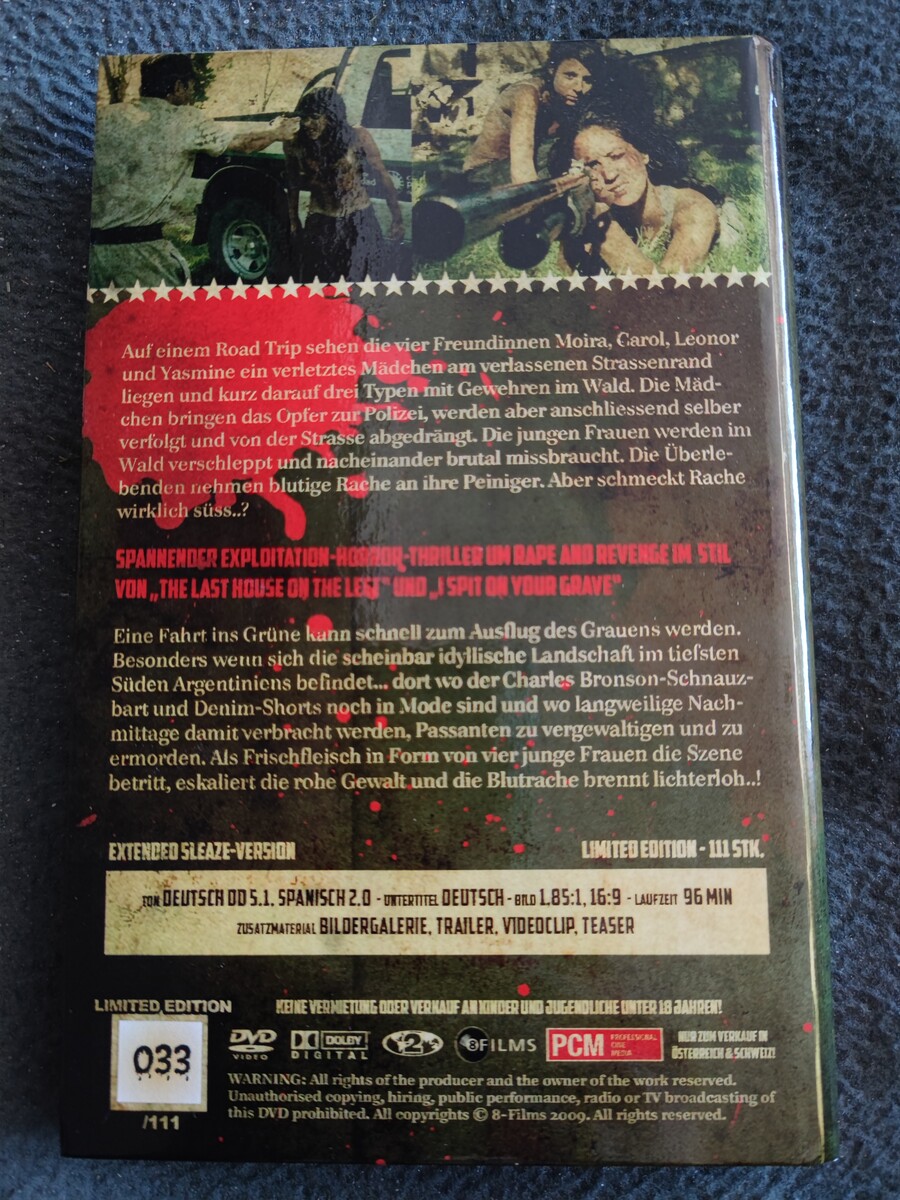 Auf einem Road Trip sehen die vier Freundinnen Moira, Carol, Leonor
und Yasmine ein verletztes Mädchen am verlassenen Strassenrand
liegen und kurz darauf drei Typen mit Gewehren im Wald. Die Mäd-
chen bringen das Opfer zur Polizei, werden aber anschliessend selber
verfolgt und von der Strasse abgedrängt. Die jungen Frauen werden im
Wald verschleppt und nacheinander brutal missbraucht. Die Überle-
benden nehmen blutige Rache an ihre Peiniger. Aber schmeckt Rache
wirklich süss..?
SPANNENDER EXPLOITATION-HORROR-THRILLER UM RAPE AND REVENGE IM STIL
VON „THE LAST HOUSE ON THE LEFT" UND „I SPIT ON YOUR GRAVE"
Eine Fahrt ins Grüne kann schnell zum Ausflug des Grauens werden.
Besonders wenn sich die scheinbar idyllische Landschaft im tiefsten
Süden Argentiniens befindet... dort wo der Charles Bronson-Schnauz-
bart und Denim-Shorts noch in Mode sind und wo langweilige Nach-
mittage damit verbracht werden, Passanten zu vergewaltigen und zu
ermorden. Als Frischfleisch in Form von vier junge Frauen die Szene
betritt, eskaliert die rohe Gewalt und die Blutrache brennt lichterloh..!
EXTENDED SLEAZE-VERSION LIMITED EDITION - 111 STK.
TON DEUTSCH DD 5.1, SPANISCH 2.0 - UNTERTITEL DEUTSCH - BILD 1,85:1, 16:9 - LAUFZEIT 96 MIN
ZUSATZMATERIAL BILDERGALERIE, TRAILER, VIDEOCLIP, TEASER
LIMITED EDITION KEINE VERMIETUNG ODER VERKAUF AN KINDER UND JUGENDLICHE UNTER 18 JAHREN!
033
/111
DVD VIDEO DOLBY DIGITAL 2 8 FILMS PCM PROFESSIONAL CINE MEDIA NUR ZUM VERKAUF IN
ÖSTERREICH & SCHWEIZ!
WARNING: All rights of the producer and the owner of the work reserved.
Unauthorised copying, hiring, public performance, radio or TV broadcasting of
this DVD prohibited. All copyrights © 8-Films 2009. All rights reserved.